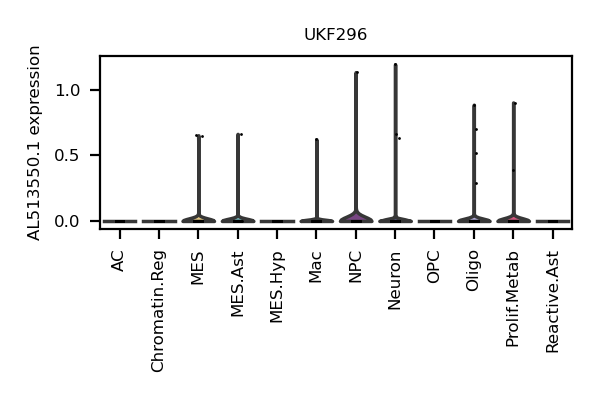 UKF296
AL513550.1 expression
1.0
0.5
0.0
AC
Chromatin.Reg
MES
MES.Ast
MES.Hyp
Mac
NPC
Neuron
OPC
Oligo
Prolif.Metab
Reactive.Ast